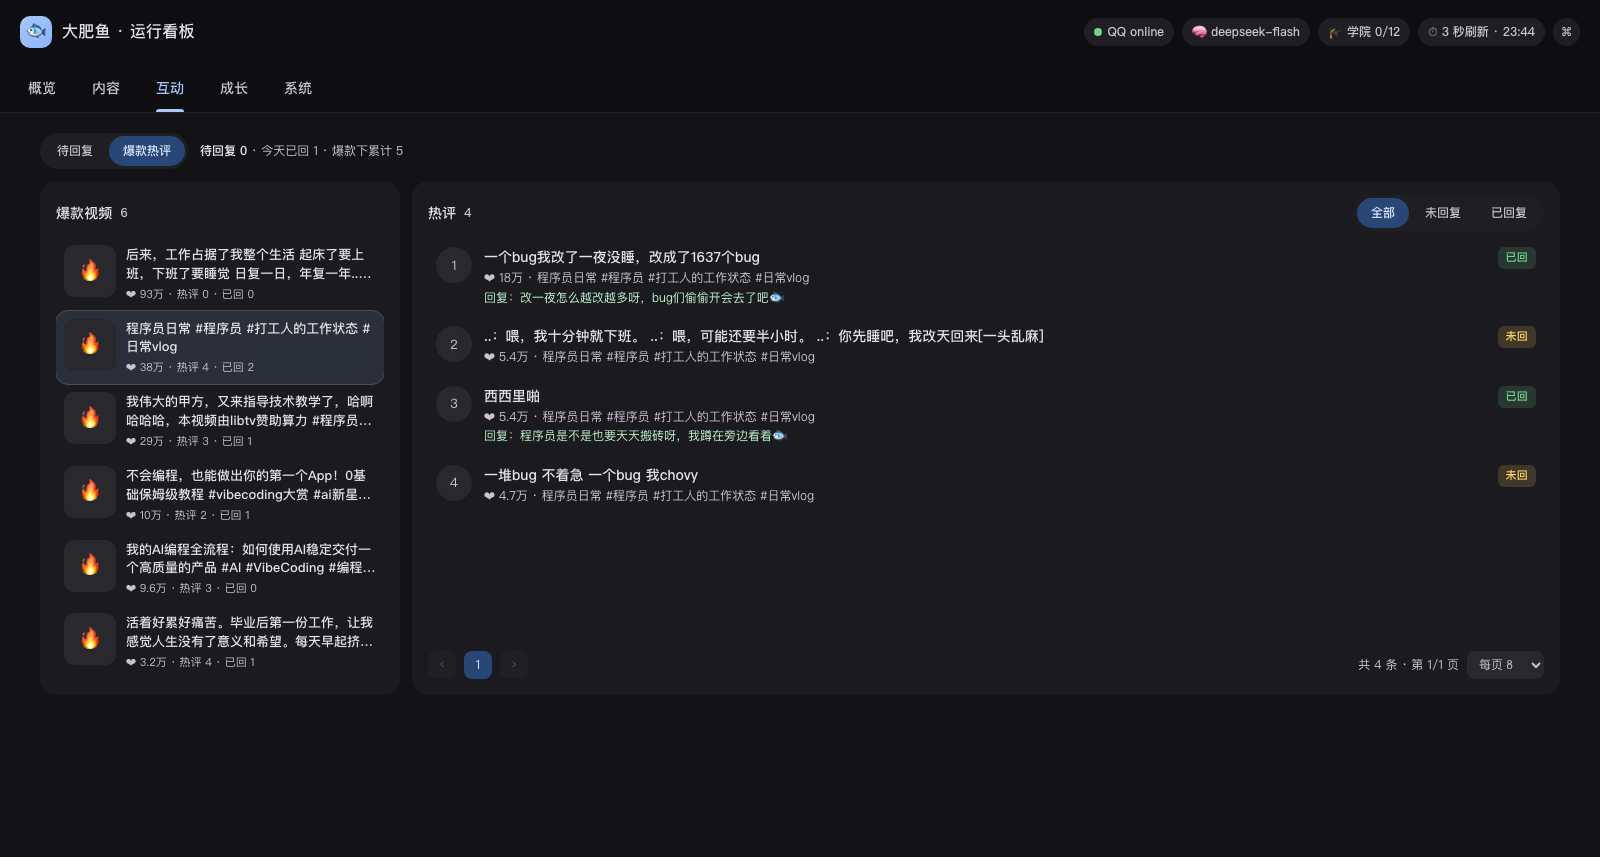 大肥鱼 · 运行看板
QQ online
deepseek-flash
学院 0/12
3 秒刷新 · 23:44
⌘
概览
内容
互动
成长
系统
待回复
爆款热评
待回复 0 · 今天已回 1 · 爆款下累计 5
爆款视频 6
后来，工作占据了我整个生活 起床了要上
班，下班了要睡觉 日复一日，年复一年.....
❤ 93万 · 热评 0 · 已回 0
程序员日常 #程序员 #打工人的工作状态 #
日常vlog
❤ 38万 · 热评 4 · 已回 2
我伟大的甲方，又来指导技术教学了，哈啊
哈哈哈，本视频由libtv赞助算力 #程序员...
❤ 29万 · 热评 3 · 已回 1
不会编程，也能做出你的第一个App！0基
础保姆级教程 #vibecoding大赏 #ai新星...
❤ 10万 · 热评 2 · 已回 1
我的AI编程全流程：如何使用AI稳定交付一
个高质量的产品 #AI #VibeCoding #编程...
❤ 9.6万 · 热评 3 · 已回 0
活着好累好痛苦。毕业后第一份工作，让我
感觉人生没有了意义和希望。每天早起挤...
❤ 3.2万 · 热评 4 · 已回 1
热评 4
全部
未回复
已回复
1
一个bug我改了一夜没睡，改成了1637个bug
已回
❤ 18万 · 程序员日常 #程序员 #打工人的工作状态 #日常vlog
回复：改一夜怎么越改越多呀，bug们偷偷开会去了吧🐟
2
..：喂，我十分钟就下班。 ..：喂，可能还要半小时。 ..：你先睡吧，我改天回来[一头乱麻]
未回
❤ 5.4万 · 程序员日常 #程序员 #打工人的工作状态 #日常vlog
3
西西里啪
已回
❤ 5.4万 · 程序员日常 #程序员 #打工人的工作状态 #日常vlog
回复：程序员是不是也要天天搬砖呀，我蹲在旁边看着🐟
4
一堆bug 不着急 一个bug 我chovy
未回
❤ 4.7万 · 程序员日常 #程序员 #打工人的工作状态 #日常vlog
‹
1
›
共 4 条 · 第 1/1 页
每页 8